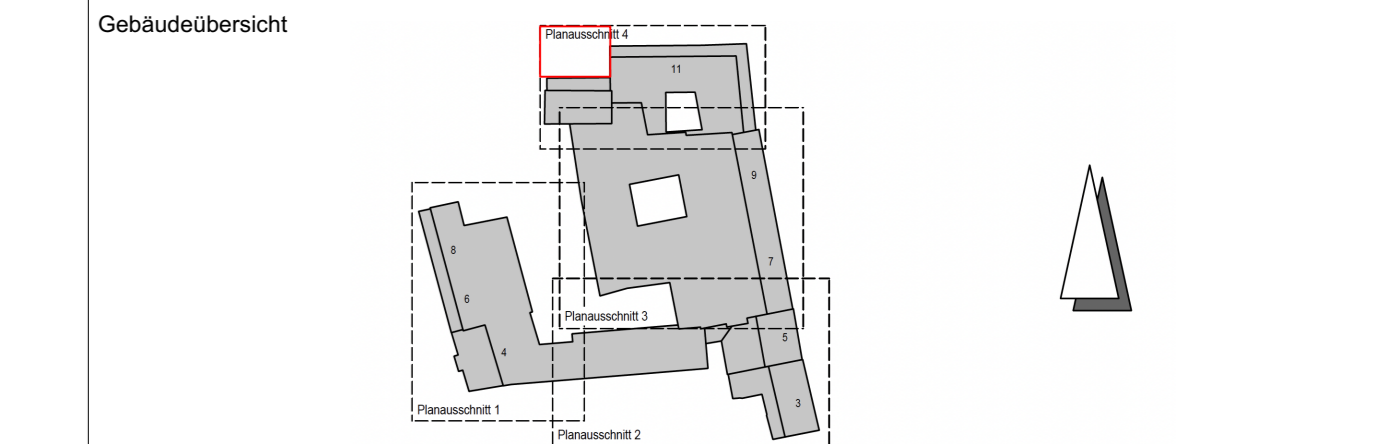 Gebäudeübersicht
Planausschnitt 4
11
9
8
7
6
Planausschnitt 3
5
4
3
Planausschnitt 1
Planausschnitt 2